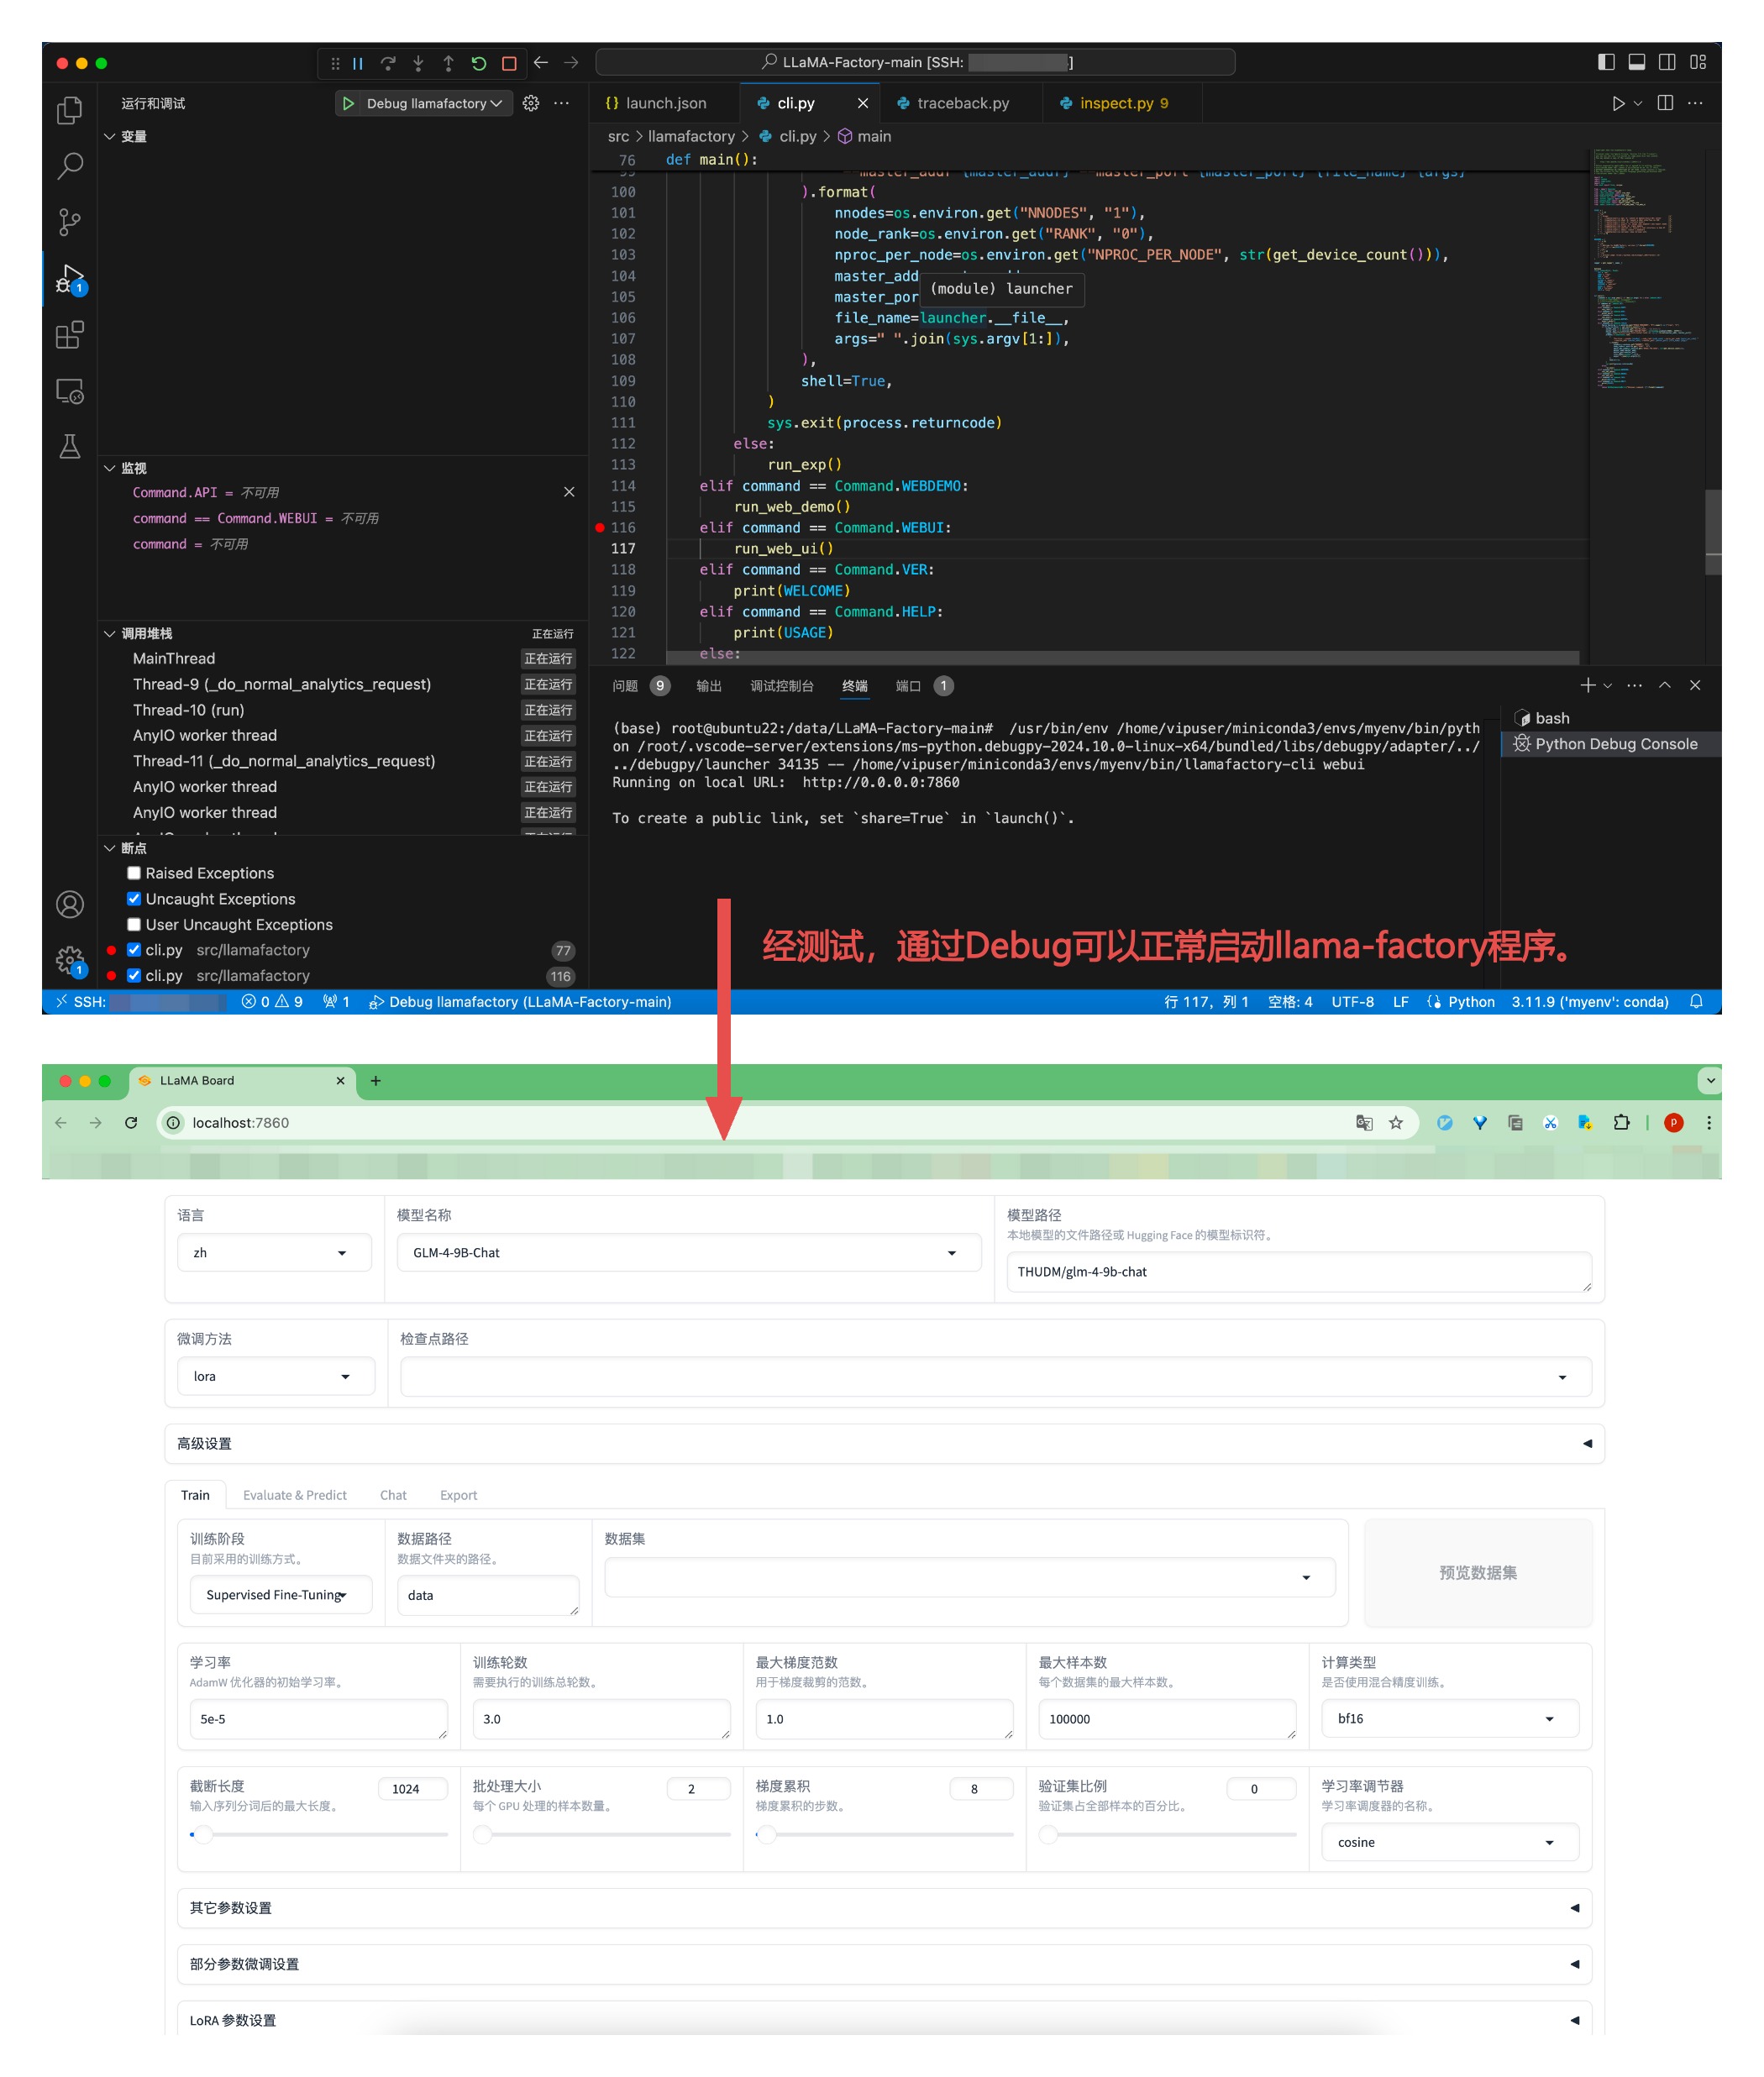 LLaMA-Factory-main [SSH: ]
运行和调试
Debug llamafactory
launch.json
cli.py
traceback.py
inspect.py 9
变量
src > llamafactory > cli.py > main
76 def main():
100 ).format(
101 nnodes=os.environ.get("NNODES", "1"),
102 node_rank=os.environ.get("RANK", "0"),
103 nproc_per_node=os.environ.get("NPROC_PER_NODE", str(get_device_count())),
104 master_add
(module) launcher
105 master_por
106 file_name=launcher.__file__,
107 args=" ".join(sys.argv[1:]),
108 ),
109 shell=True,
110 )
111 sys.exit(process.returncode)
112 else:
113 run_exp()
114 elif command == Command.WEBDEMO:
115 run_web_demo()
116 elif command == Command.WEBUI:
117 run_web_ui()
118 elif command == Command.VER:
119 print(WELCOME)
120 elif command == Command.HELP:
121 print(USAGE)
122 else:
监视
Command.API = 不可用
command == Command.WEBUI = 不可用
command = 不可用
调用堆栈 正在运行
MainThread 正在运行
Thread-9 (_do_normal_analytics_request) 正在运行
Thread-10 (run) 正在运行
AnyIO worker thread 正在运行
Thread-11 (_do_normal_analytics_request) 正在运行
AnyIO worker thread 正在运行
AnyIO worker thread 正在运行
断点
Raised Exceptions
Uncaught Exceptions
User Uncaught Exceptions
cli.py src/llamafactory 77
cli.py src/llamafactory 116
问题 9 输出 调试控制台 终端 端口 1
(base) root@ubuntu22:/data/LLaMA-Factory-main# /usr/bin/env /home/vipuser/miniconda3/envs/myenv/bin/pyth
on /root/.vscode-server/extensions/ms-python.debugpy-2024.10.0-linux-x64/bundled/libs/debugpy/adapter/../
../debugpy/launcher 34135 -- /home/vipuser/miniconda3/envs/myenv/bin/llamafactory-cli webui
Running on local URL: http://0.0.0.0:7860
To create a public link, set `share=True` in `launch()`.
bash
Python Debug Console
经测试，通过Debug可以正常启动llama-factory程序。
SSH: 0 9 1 Debug llamafactory (LLaMA-Factory-main) 行 117，列 1 空格: 4 UTF-8 LF Python 3.11.9 ('myenv': conda)
1
1
LLaMA Board
localhost:7860
P
语言
zh
模型名称
GLM-4-9B-Chat
模型路径
本地模型的文件路径或 Hugging Face 的模型标识符。
THUDM/glm-4-9b-chat
微调方法
lora
检查点路径
高级设置
Train Evaluate & Predict Chat Export
训练阶段
目前采用的训练方式。
Supervised Fine-Tuning
数据路径
数据文件夹的路径。
data
数据集
预览数据集
学习率
AdamW 优化器的初始学习率。
5e-5
训练轮数
需要执行的训练总轮数。
3.0
最大梯度范数
用于梯度裁剪的范数。
1.0
最大样本数
每个数据集的最大样本数。
100000
计算类型
是否使用混合精度训练。
bf16
截断长度 1024
输入序列分词后的最大长度。
批处理大小 2
每个 GPU 处理的样本数量。
梯度累积 8
梯度累积的步数。
验证集比例 0
验证集占全部样本的百分比。
学习率调节器
学习率调度器的名称。
cosine
其它参数设置
部分参数微调设置
LoRA 参数设置